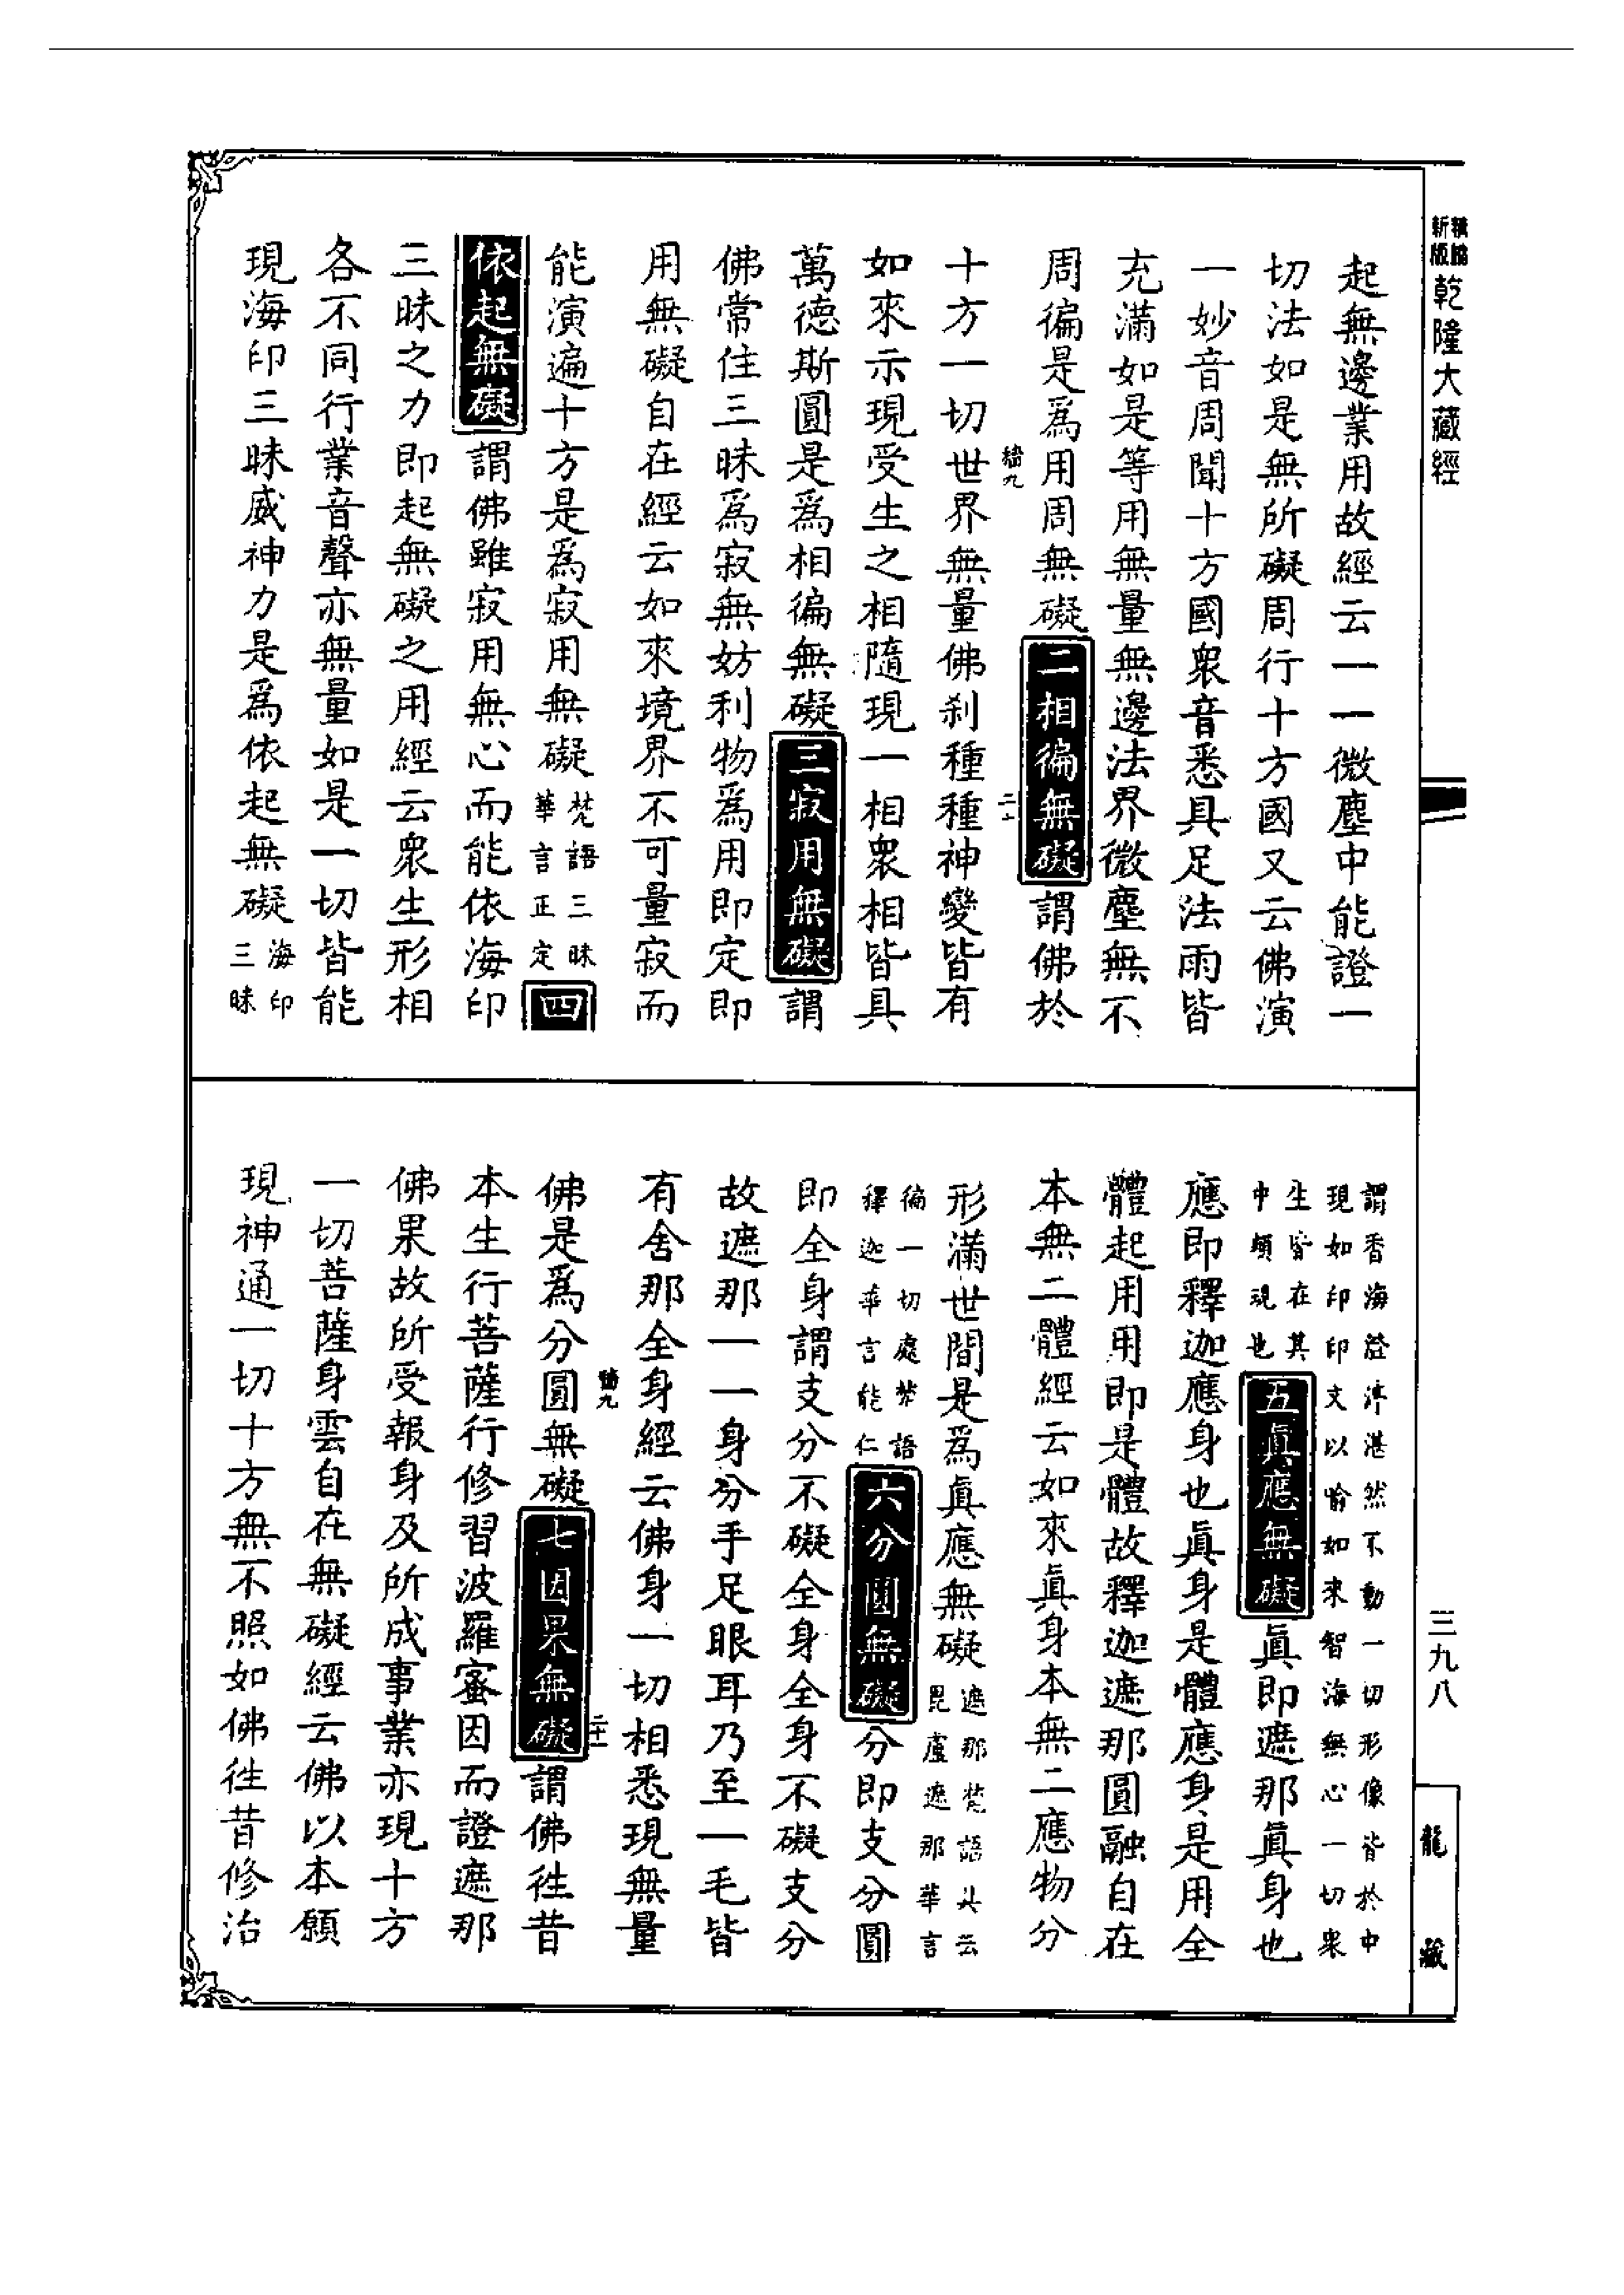 新版
乾隆大藏經
起無邊業用故經云一一微塵中能證一
切法如是無所礙周行十方國又云佛演
一妙音周聞十方國衆音悉具足法雨皆
充滿如是等用無量無邊法界微塵無不
周徧是爲用周無礙二相徧無礙謂佛於
十方一切世界無量佛刹種種神變皆有
如來示現受生之相隨現一相衆相皆具
萬德斯圓是爲相徧無礙三寂用無礙謂
佛常住三昧爲寂無妨利物爲用即定即
用無礙自在經云如來境界不可量寂而
能演遍十方是爲寂用無礙梵語三昧華言正定四
依起無礙謂佛雖寂用無心而能依海印
三昧之力即起無礙之用經云衆生形相
各不同行業音聲亦無量如是一切皆能
現海印三昧威神力是爲依起無礙海印三昧
謂香海澄渟湛然不動一切形像皆於中
現如印印文以喻如來智海無心一切衆
生皆在其中頓現也五眞應無礙眞即遮那眞身也
應即釋迦應身也眞身是體應身是用全
體起用用即是體故釋迦遮那圓融自在
本無二體經云如來眞身本無二應物分
形滿世間是爲眞應無礙遮那梵語具云毘盧遮那華言
徧一切處梵語釋迦華言能仁六分圓無礙分即支分圓
即全身謂支分不礙全身全身不礙支分
故遮那一一身分手足眼耳乃至一毛皆
有舍那全身經云佛身一切相悉現無量
佛是爲分圓無礙七因果無礙謂佛往昔
本生行菩薩行修習波羅蜜因而證遮那
佛果故所受報身及所成事業亦現十方
一切菩薩身雲自在無礙經云佛以本願
現神通一切十方無不照如佛往昔修治
三九八
龍藏